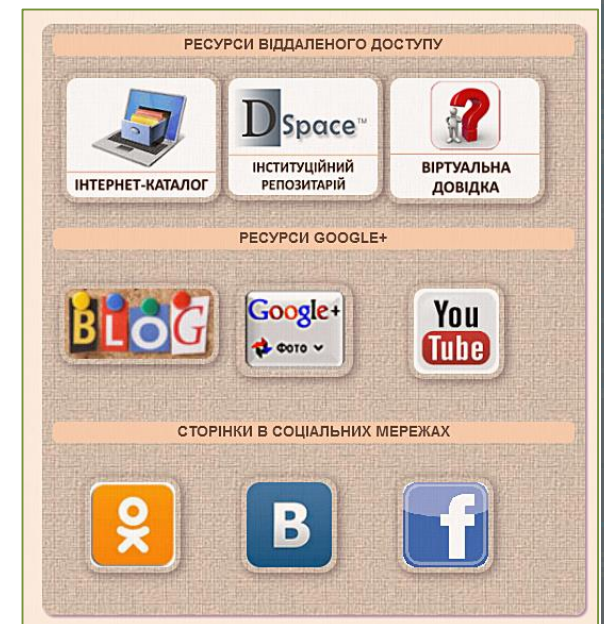 РЕСУРСИ ВІДДАЛЕНОГО ДОСТУПУ
ІНТЕРНЕТ-КАТАЛОГ
DSpace™
ІНСТИТУЦІЙНИЙ
РЕПОЗИТАРІЙ
ВІРТУАЛЬНА
ДОВІДКА
РЕСУРСИ GOOGLE+
BLOG
Google+
Фото
You
Tube
СТОРІНКИ В СОЦІАЛЬНИХ МЕРЕЖАХ
B
f